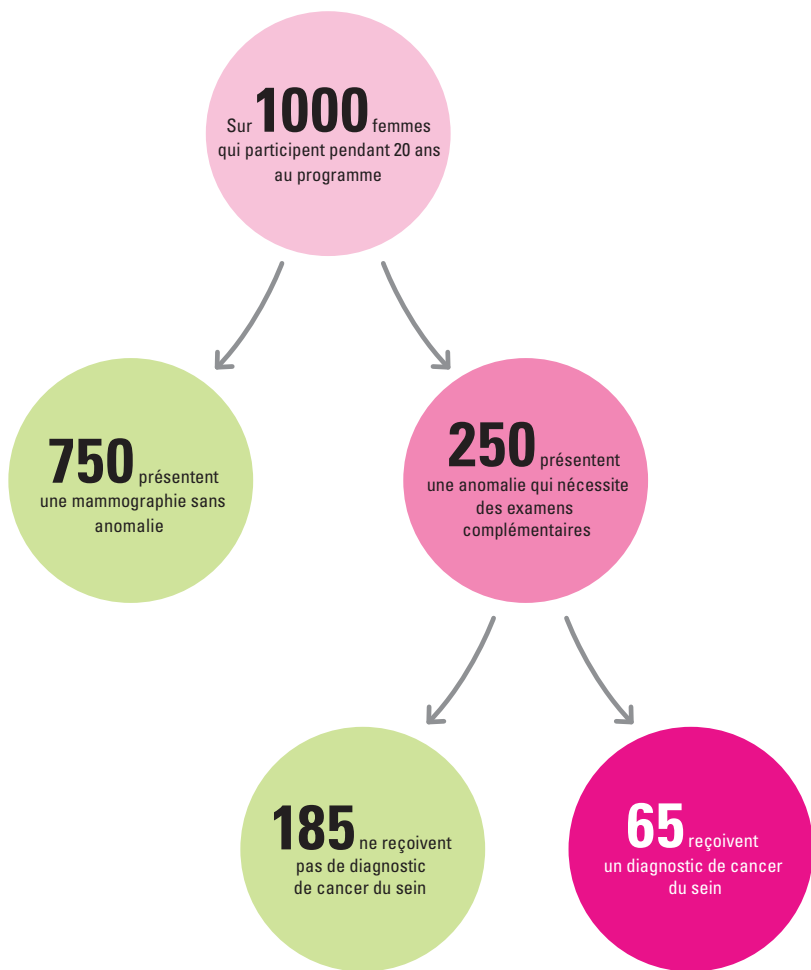 Sur 1000 femmes
qui participent pendant 20 ans
au programme
750 présentent
une mammographie sans
anomalie
250 présentent
une anomalie qui nécessite
des examens
complémentaires
185 ne reçoivent
pas de diagnostic
de cancer du sein
65 reçoivent
un diagnostic de cancer
du sein